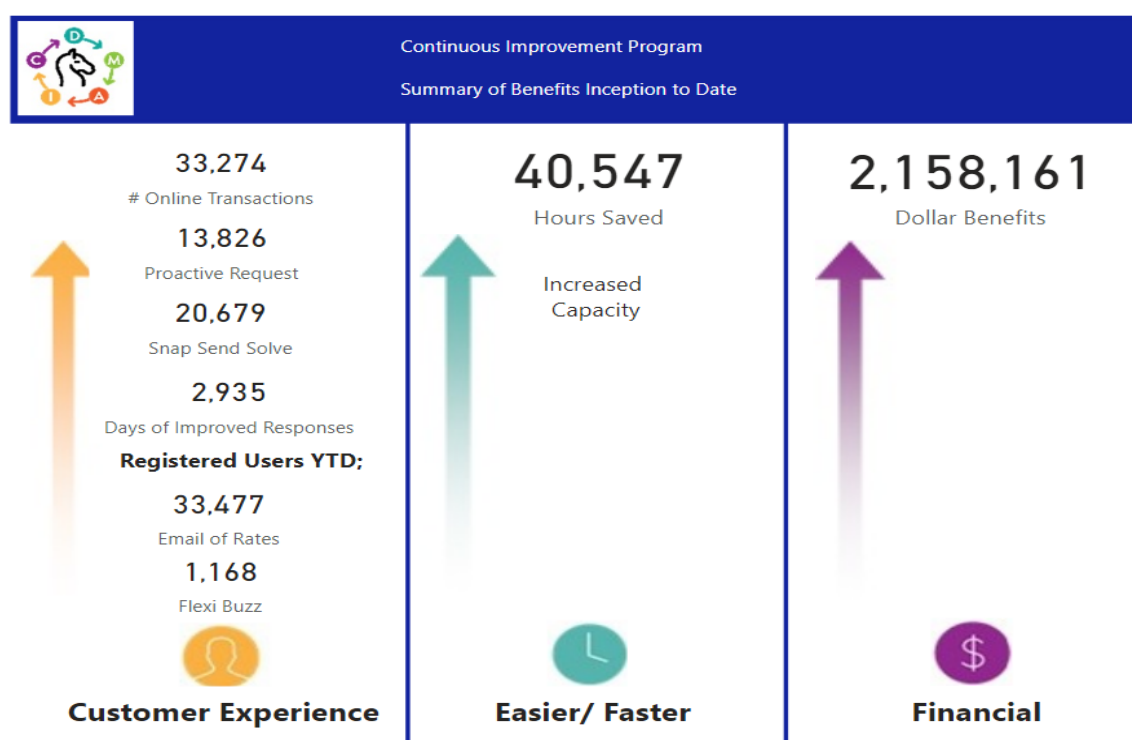 D
C
M
I
A
Continuous Improvement Program
Summary of Benefits Inception to Date
33,274
# Online Transactions
13,826
Proactive Request
20,679
Snap Send Solve
2,935
Days of Improved Responses
Registered Users YTD;
33,477
Email of Rates
1,168
Flexi Buzz
Customer Experience
40,547
Hours Saved
Increased
Capacity
Easier/ Faster
2,158,161
Dollar Benefits
$
Financial